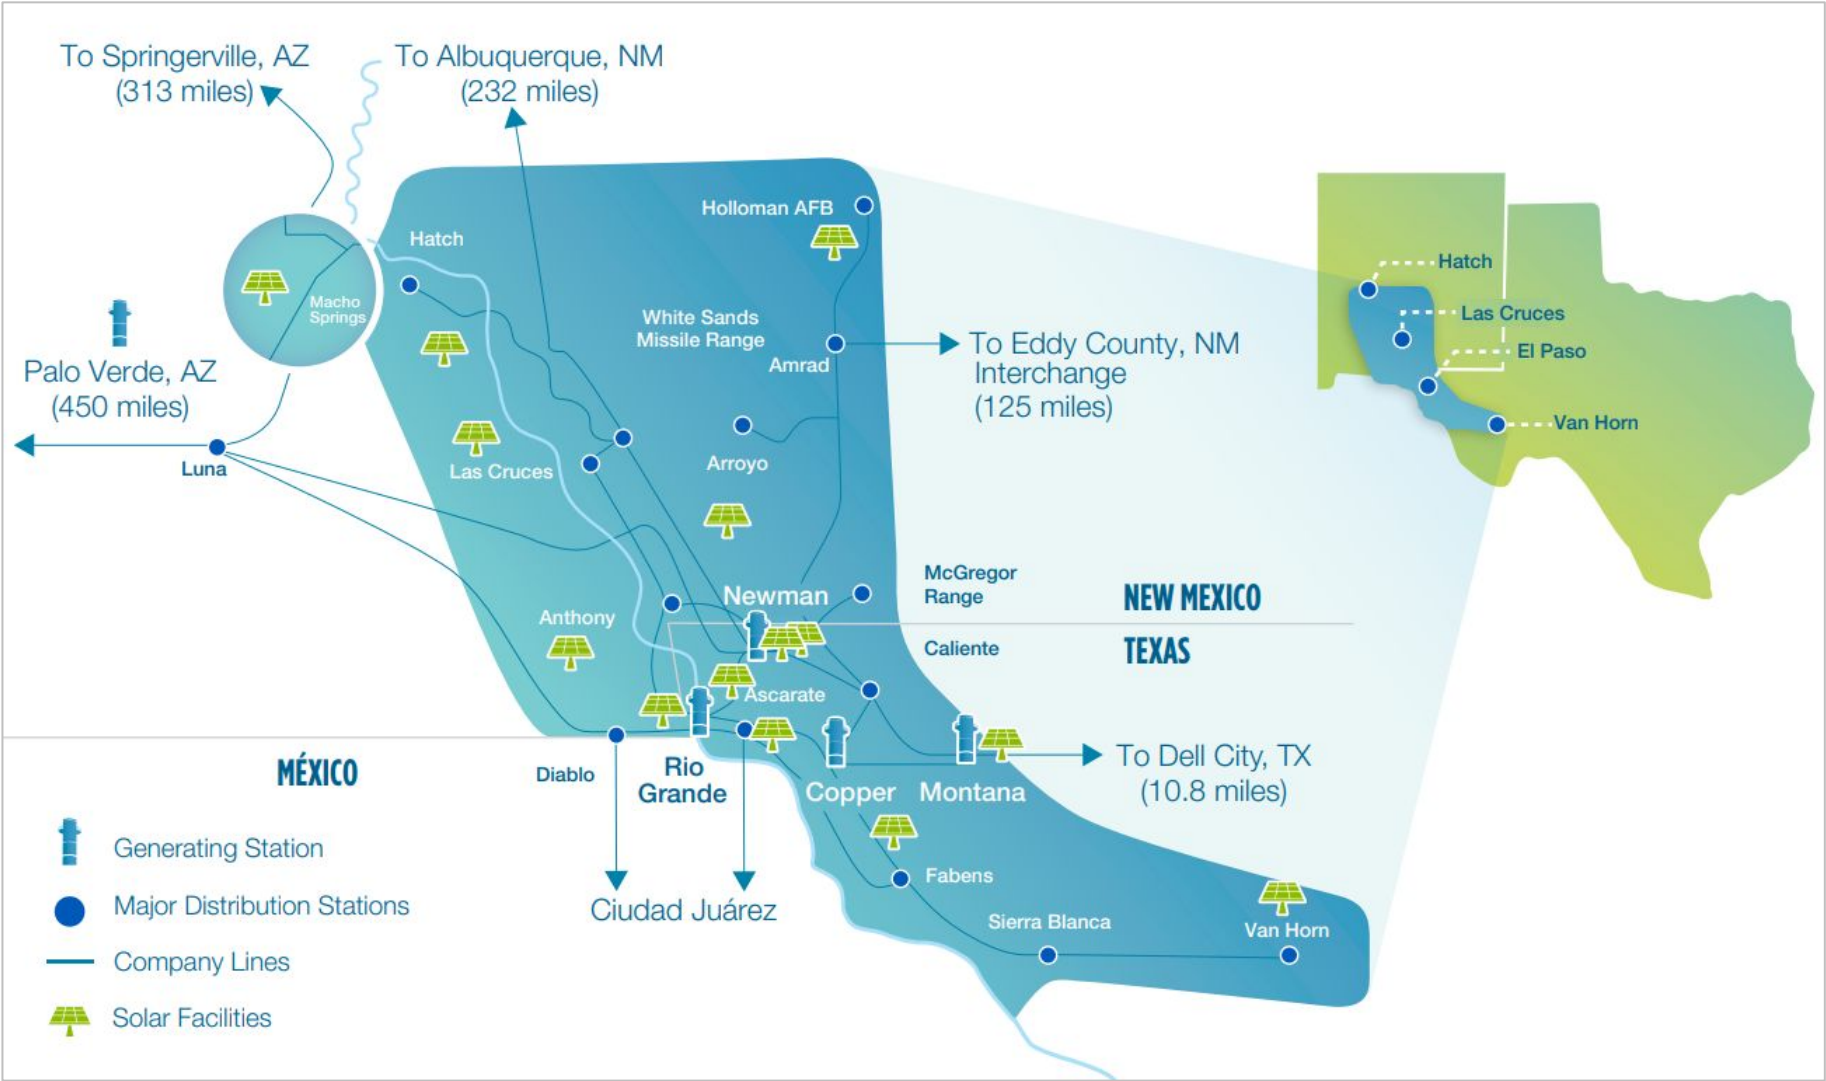 To Springerville, AZ
(313 miles)
To Albuquerque, NM
(232 miles)
Holloman AFB
Hatch
Macho
Springs
White Sands
Missile Range
Amrad
To Eddy County, NM
Interchange
(125 miles)
Palo Verde, AZ
(450 miles)
Luna
Las Cruces
Arroyo
Hatch
Las Cruces
El Paso
Van Horn
McGregor
Range
NEW MEXICO
Newman
Anthony
Caliente
TEXAS
Ascarate
MÉXICO
Diablo
Rio
Grande
Copper
Montana
To Dell City, TX
(10.8 miles)
Ciudad Juárez
Fabens
Sierra Blanca
Van Horn
Generating Station
Major Distribution Stations
Company Lines
Solar Facilities